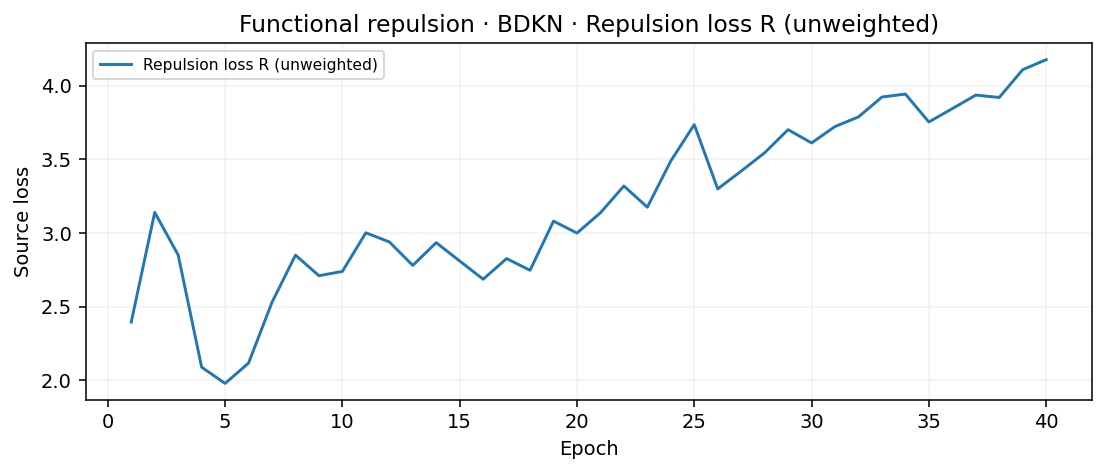 Functional repulsion · BDKN · Repulsion loss R (unweighted)
Repulsion loss R (unweighted)
Source loss
4.0
3.5
3.0
2.5
2.0
0 5 10 15 20 25 30 35 40
Epoch